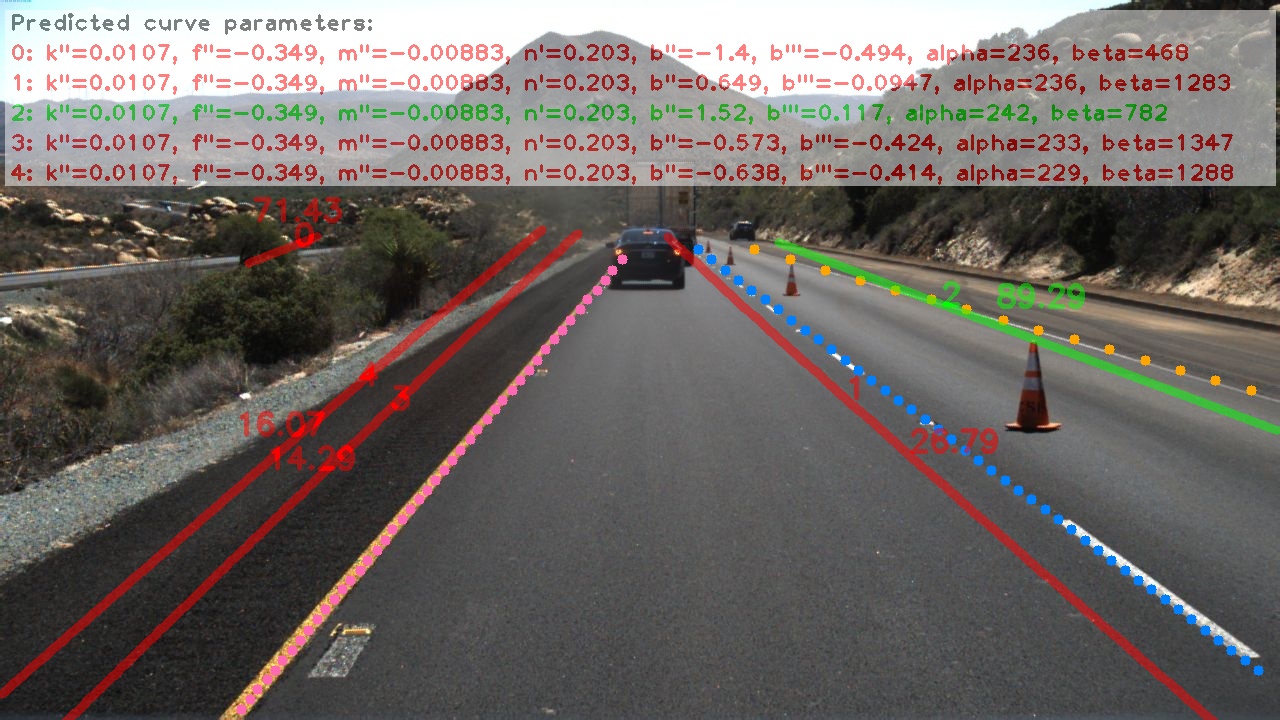 Predicted curve parameters:
0: k''=0.0107, f''=-0.349, m''=-0.00883, n'=0.203, b''=-1.4, b'''=-0.494, alpha=236, beta=468
1: k''=0.0107, f''=-0.349, m''=-0.00883, n'=0.203, b''=0.649, b'''=-0.0947, alpha=236, beta=1283
2: k''=0.0107, f''=-0.349, m''=-0.00883, n'=0.203, b''=1.52, b'''=0.117, alpha=242, beta=782
3: k''=0.0107, f''=-0.349, m''=-0.00883, n'=0.203, b''=-0.573, b'''=-0.424, alpha=233, beta=1347
4: k''=0.0107, f''=-0.349, m''=-0.00883, n'=0.203, b''=-0.638, b'''=-0.414, alpha=229, beta=1288
71.43
0
2 89.29
4
3
1
16.07
14.29
28.79